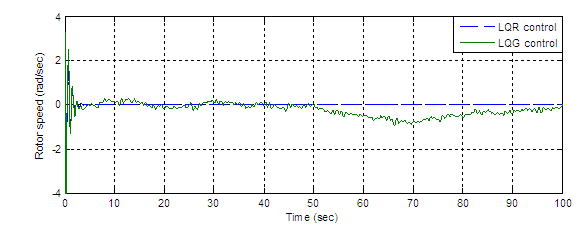 4
2
0
-2
-4
Rotor speed (rad/sec)
LQR control
LQG control
0 10 20 30 40 50 60 70 80 90 100
Time (sec)